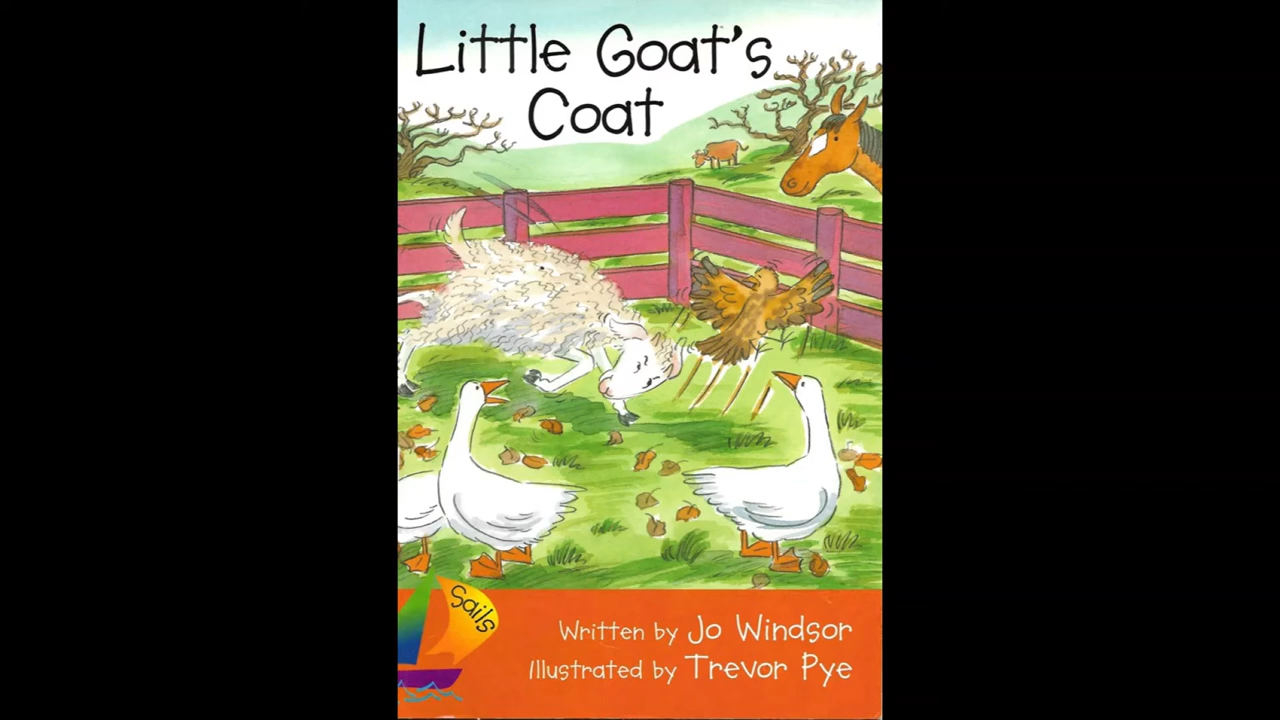 Little Goat's
Coat
Sails
Written by Jo Windsor
Illustrated by Trevor Pye